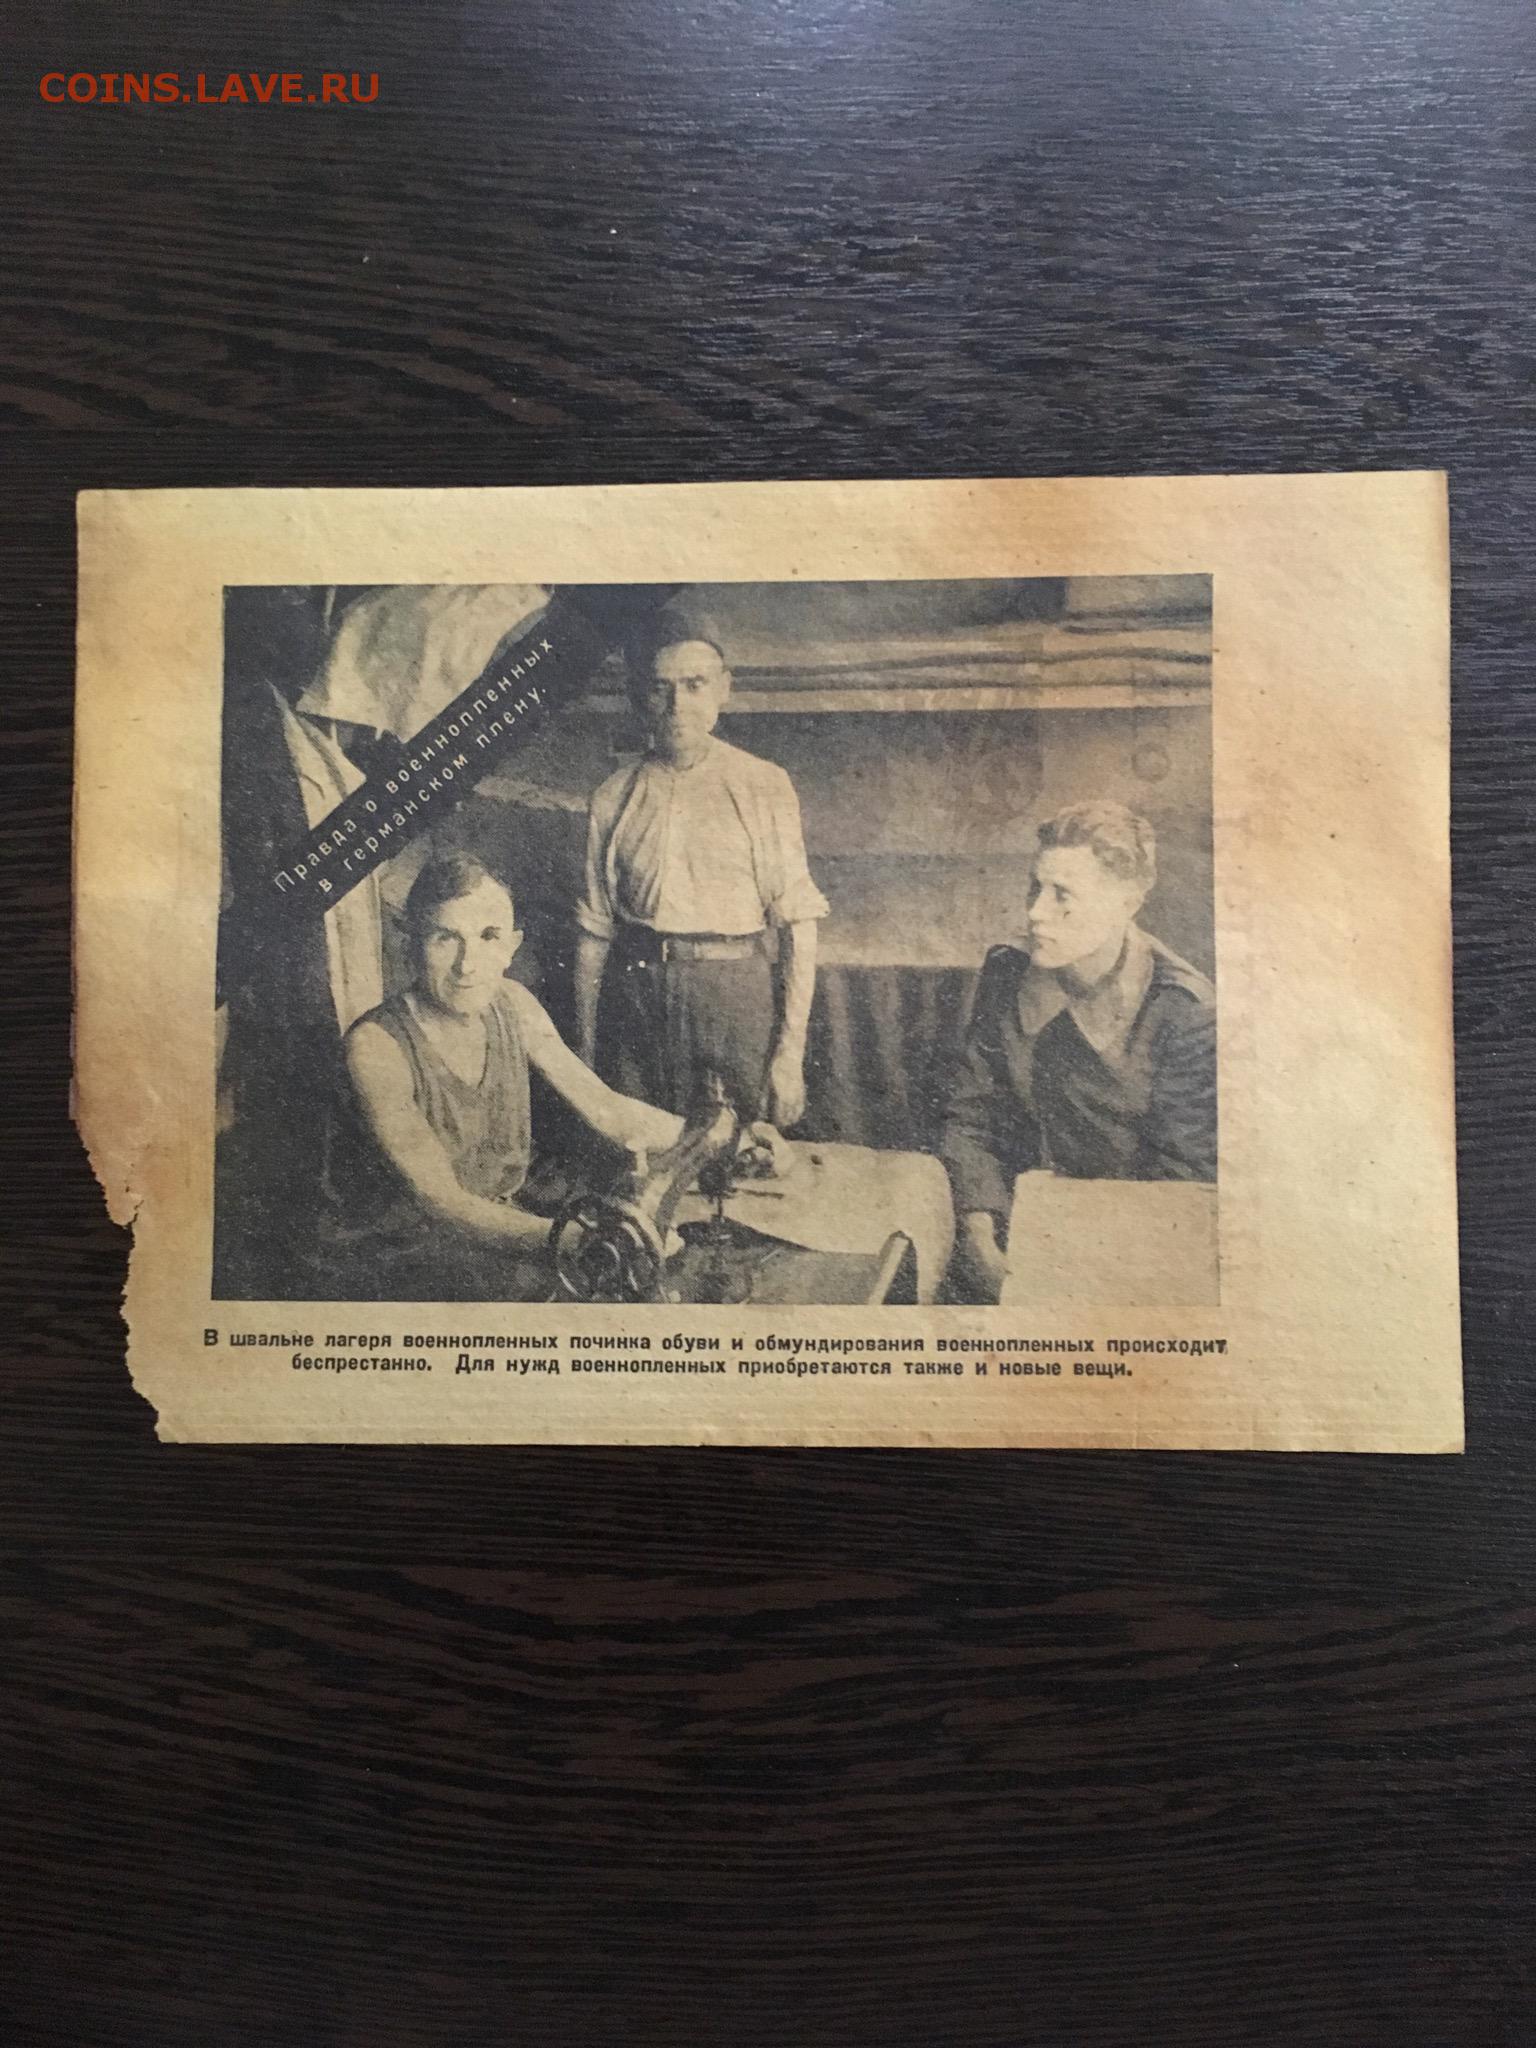 COINS.LAVE.RU
Правда о военнопленных
в германском плену.
В швальне лагеря военнопленных починка обуви и обмундирования военнопленных происходит
беспрестанно. Для нужд военнопленных приобретаются также и новые вещи.